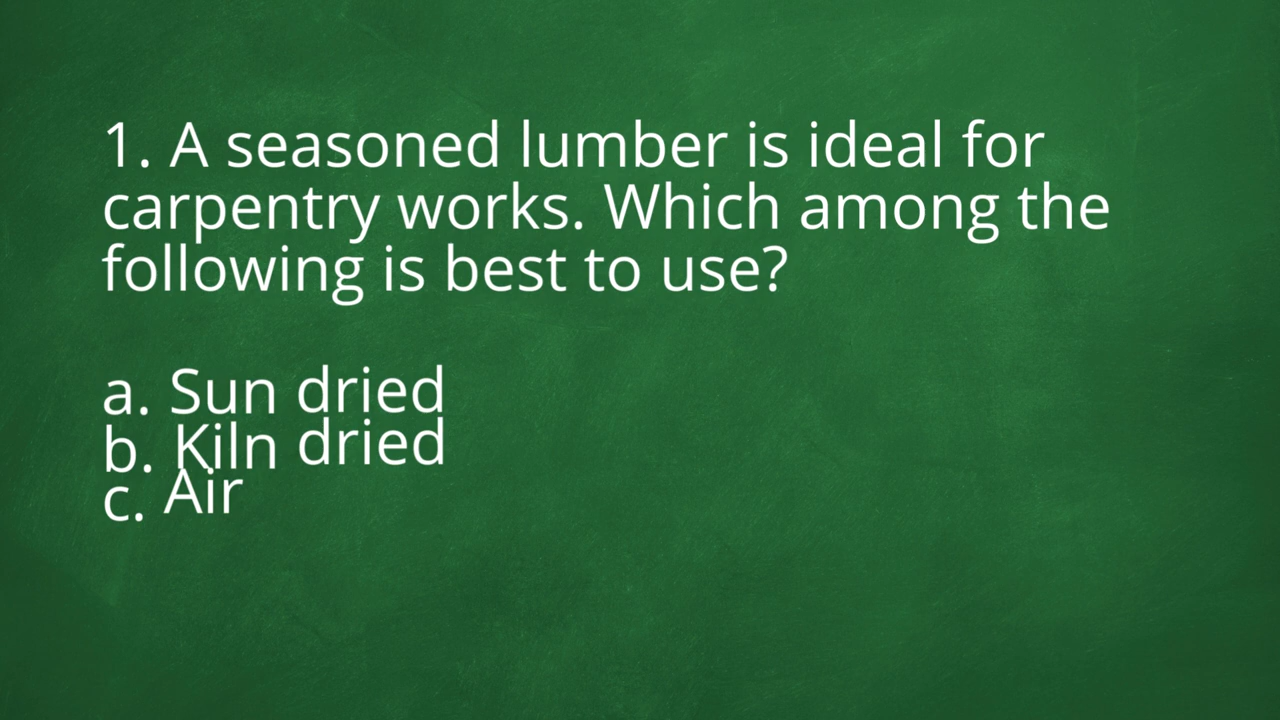 1. A seasoned lumber is ideal for
carpentry works. Which among the
following is best to use?
a. Sun dried
b. Kiln dried
c. Air